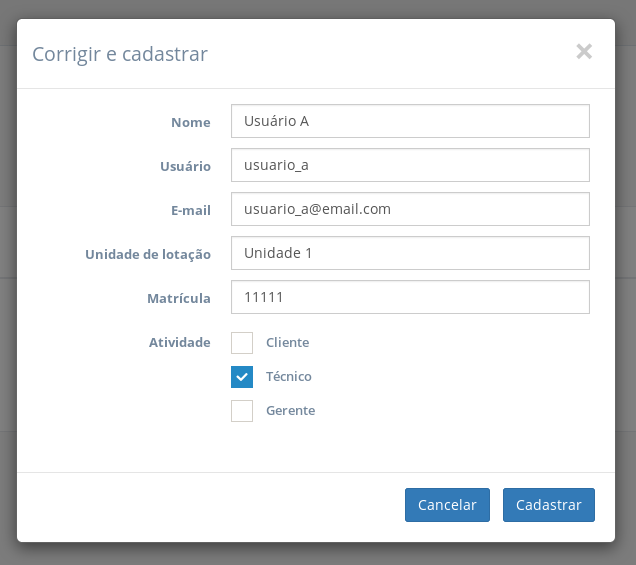 Corrigir e cadastrar
Nome Usuário A
Usuário usuario_a
E-mail usuario_a@email.com
Unidade de lotação Unidade 1
Matrícula 11111
Atividade Cliente
Técnico
Gerente
Cancelar Cadastrar